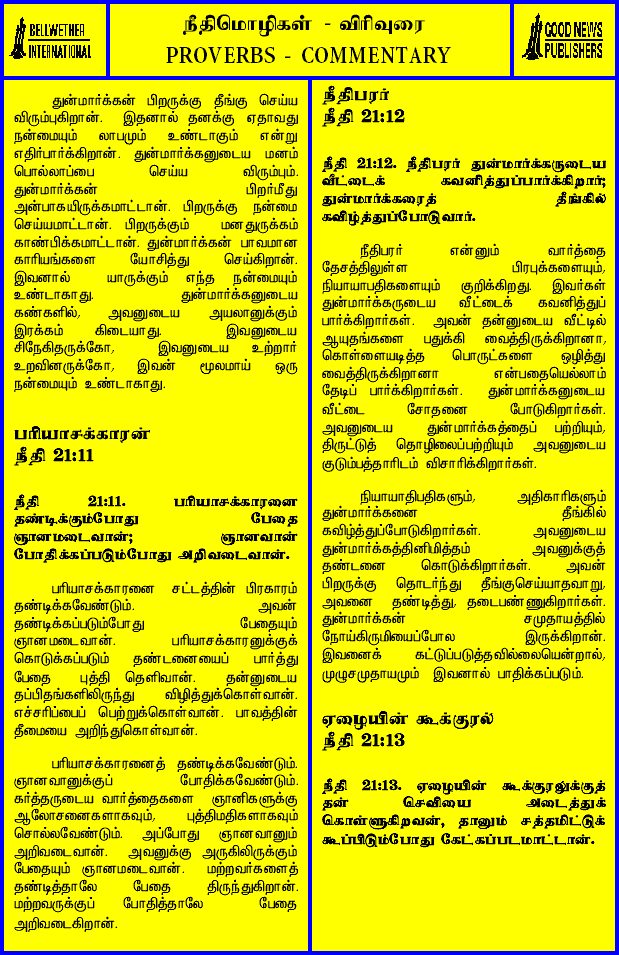 BELLWETHER
INTERNATIONAL
நீதிமொழிகள் - விரிவுரை
PROVERBS - COMMENTARY
GOOD NEWS
PUBLISHERS
துன்மார்க்கன் பிறருக்கு தீங்கு செய்ய
விரும்புகிறான். இதனால் தனக்கு ஏதாவது
நன்மையும் லாபமும் உண்டாகும் என்று
எதிர்பார்க்கிறான். துன்மார்க்கனுடைய மனம்
பொல்லாப்பை செய்ய விரும்பும்.
துன்மார்க்கன் பிறர்மீது
அன்பாகயிருக்கமாட்டான். பிறருக்கு நன்மை
செய்யமாட்டான். பிறருக்கும் மனதுருக்கம்
காண்பிக்கமாட்டான். துன்மார்க்கன் பாவமான
காரியங்களை யோசித்து செய்கிறான்.
இவனால் யாருக்கும் எந்த நன்மையும்
உண்டாகாது. துன்மார்க்கனுடைய
கண்களில், அவனுடைய அயலானுக்கும்
இரக்கம் கிடையாது. இவனுடைய
சிநேகிதருக்கோ, இவனுடைய உற்றார்
உறவினருக்கோ, இவன் மூலமாய் ஒரு
நன்மையும் உண்டாகாது.
பரியாசக்காரன்
நீதி 21:11
நீதி 21:11. பரியாசக்காரனை
தண்டிக்கும்போது பேதை
ஞானமடைவான்; ஞானவான்
போதிக்கப்படும்போது அறிவடைவான்.
பரியாசக்காரனை சட்டத்தின் பிரகாரம்
தண்டிக்கவேண்டும். அவன்
தண்டிக்கப்படும்போது பேதையும்
ஞானமடைவான். பரியாசக்காரனுக்குக்
கொடுக்கப்படும் தண்டனையைப் பார்த்து
பேதை புத்தி தெளிவான். தன்னுடைய
தப்பிதங்களிலிருந்து விழித்துக்கொள்வான்.
எச்சரிப்பைப் பெற்றுக்கொள்வான். பாவத்தின்
தீமையை அறிந்துகொள்வான்.
பரியாசக்காரனைத் தண்டிக்கவேண்டும்.
ஞானவானுக்குப் போதிக்கவேண்டும்.
கர்த்தருடைய வார்த்தைகளை ஞானிகளுக்கு
ஆலோசனைகளாகவும், புத்திமதிகளாகவும்
சொல்லவேண்டும். அப்போது ஞானவானும்
அறிவடைவான். அவனுக்கு அருகிலிருக்கும்
பேதையும் ஞானமடைவான். மற்றவர்களைத்
தண்டித்தாலே பேதை திருந்துகிறான்.
மற்றவருக்குப் போதித்தாலே பேதை
அறிவடைகிறான்.
நீதிபரர்
நீதி 21:12
நீதி 21:12. நீதிபரர் துன்மார்க்கருடைய
வீட்டைக் கவனித்துப்பார்க்கிறார்;
துன்மார்க்கரைத் தீங்கில்
கவிழ்த்துப்போடுவார்.
நீதிபரர் என்னும் வார்த்தை
தேசத்திலுள்ள பிரபுக்களையும்,
நியாயாபதிகளையும் குறிக்கிறது. இவர்கள்
துன்மார்க்கருடைய வீட்டைக் கவனித்துப்
பார்க்கிறார்கள். அவன் தன்னுடைய வீட்டில்
ஆயுதங்களை பதுக்கி வைத்திருக்கிறானா,
கொள்ளையடித்த பொருட்களை ஒழித்து
வைத்திருக்கிறானா என்பதையெல்லாம்
தேடிப் பார்க்கிறார்கள். துன்மார்க்கனுடைய
வீட்டை சோதனை போடுகிறார்கள்.
அவனுடைய துன்மார்க்கத்தைப் பற்றியும்,
திருட்டுத் தொழிலைப்பற்றியும் அவனுடைய
குடும்பத்தாரிடம் விசாரிக்கிறார்கள்.
நியாயாதிபதிகளும், அதிகாரிகளும்
துன்மார்க்கனை தீங்கில்
கவிழ்த்துப்போடுகிறார்கள். அவனுடைய
துன்மார்க்கத்தினிமித்தம் அவனுக்குத்
தண்டனை கொடுக்கிறார்கள். அவன்
பிறருக்கு தொடர்ந்து தீங்குசெய்யாதவாறு,
அவனை தண்டித்து, தடைபண்ணுகிறார்கள்.
துன்மார்க்கன் சமுதாயத்தில்
நோய்கிருமியைப்போல இருக்கிறான்.
இவனைக் கட்டுப்படுத்தவில்லையென்றால்,
முழுசமுதாயமும் இவனால் பாதிக்கப்படும்.
ஏழையின் கூக்குரல்
நீதி 21:13
நீதி 21:13. ஏழையின் கூக்குரலுக்குத்
தன் செவியை அடைத்துக்
கொள்ளுகிறவன், தானும் சத்தமிட்டுக்
கூப்பிடும்போது கேட்கப்படமாட்டான்.